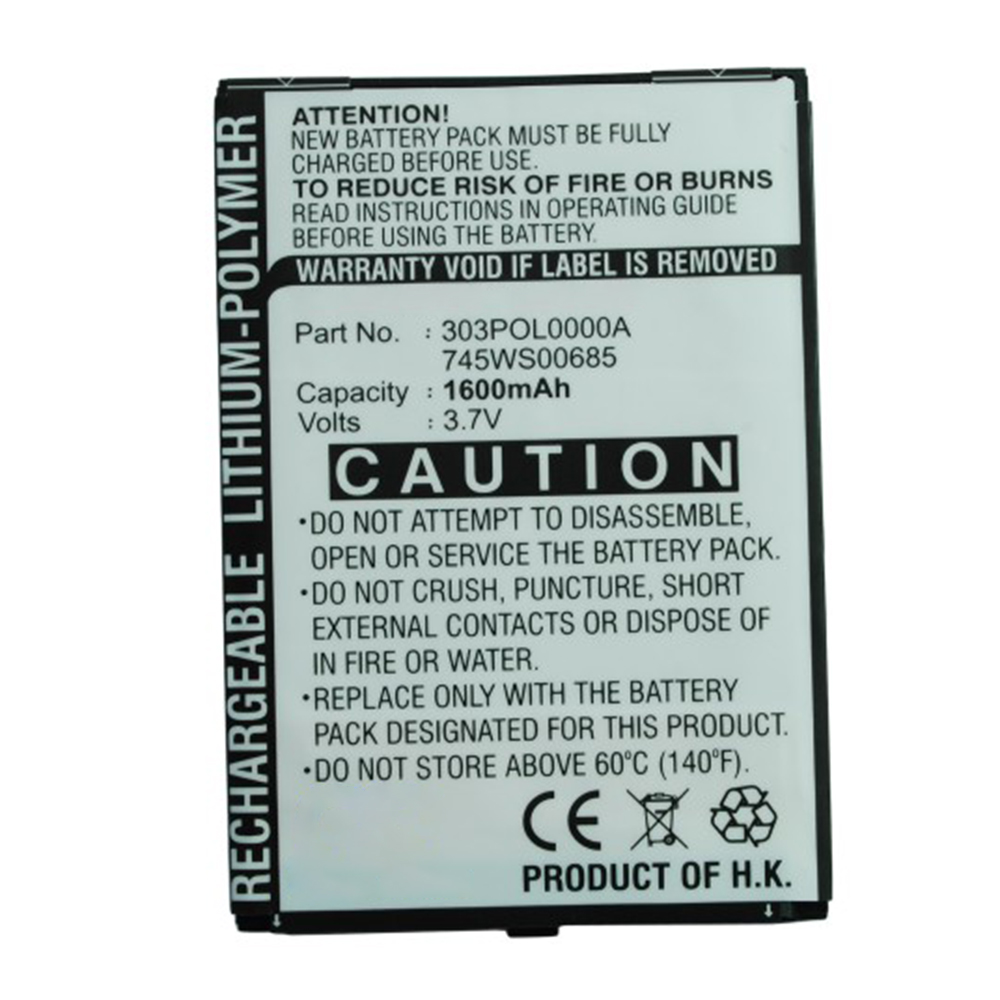 RECHARGEABLE LITHIUM-POLYMER
ATTENTION!
NEW BATTERY PACK MUST BE FULLY
CHARGED BEFORE USE.
TO REDUCE RISK OF FIRE OR BURNS
READ INSTRUCTIONS IN OPERATING GUIDE
BEFORE USING THE BATTERY.
WARRANTY VOID IF LABEL IS REMOVED
Part No. : 303POL0000A
745WS00685
Capacity : 1600mAh
Volts : 3.7V
CAUTION
•DO NOT ATTEMPT TO DISASSEMBLE,
OPEN OR SERVICE THE BATTERY PACK.
•DO NOT CRUSH, PUNCTURE, SHORT
EXTERNAL CONTACTS OR DISPOSE OF
IN FIRE OR WATER.
•REPLACE ONLY WITH THE BATTERY
PACK DESIGNATED FOR THIS PRODUCT.
•DO NOT STORE ABOVE 60°C (140°F).
CE
PRODUCT OF H.K.